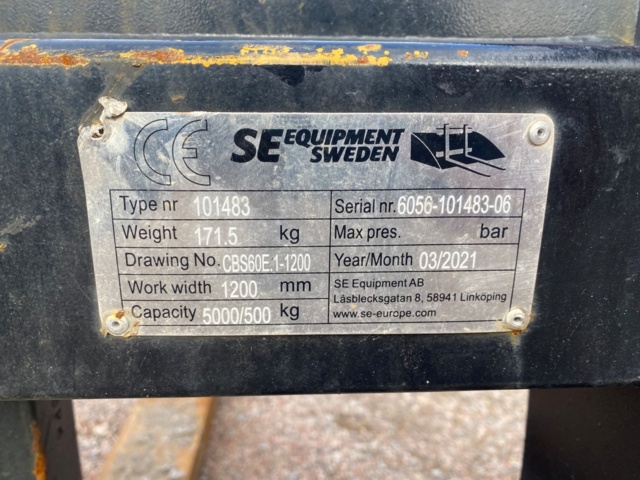 CE SE EQUIPMENT SWEDEN
Type nr 101483 Serial nr. 6056-101483-06
Weight 171.5 kg Max pres. bar
Drawing No. CBS60E.1-1200 Year/Month 03/2021
Work width 1200 mm SE Equipment AB
Låsblecksgatan 8, 58941 Linköping
Capacity 5000/500 kg www.se-europe.com